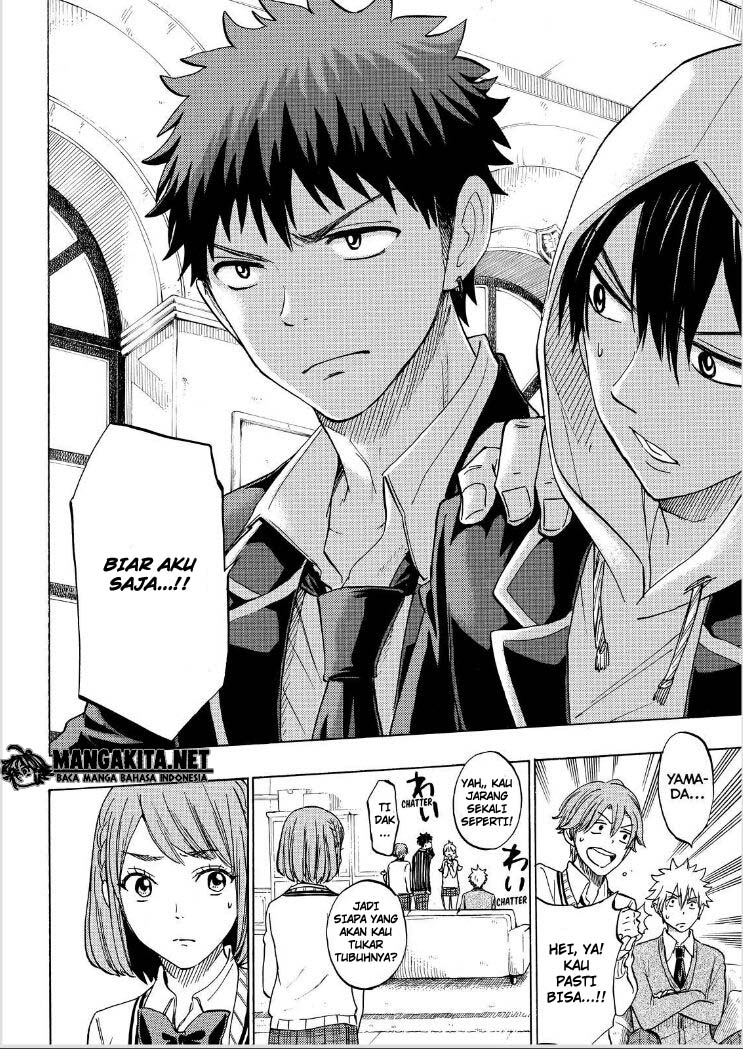 BIAR AKU
SAJA...!!
MANGAKITA.NET
BACA MANGA BAHASA INDONESIA
YAMA-
DA...
HEI, YA!
KAU
PASTI
BISA...!!
YAH,, KAU
JARANG
SEKALI
SEPERTI!
わい
CHATTER
TI
DAK
...
わい
CHATTER
JADI
SIAPA YANG
AKAN KAU
TUKAR
TUBUHNYA?